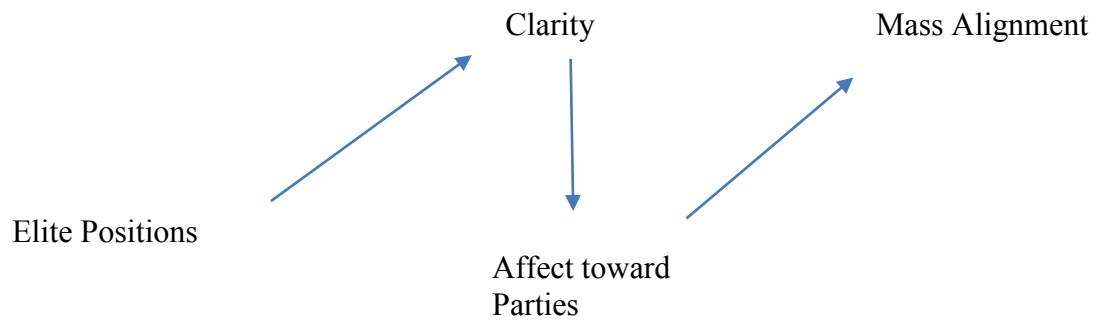 Clarity
Mass Alignment
Elite Positions
Affect toward
Parties